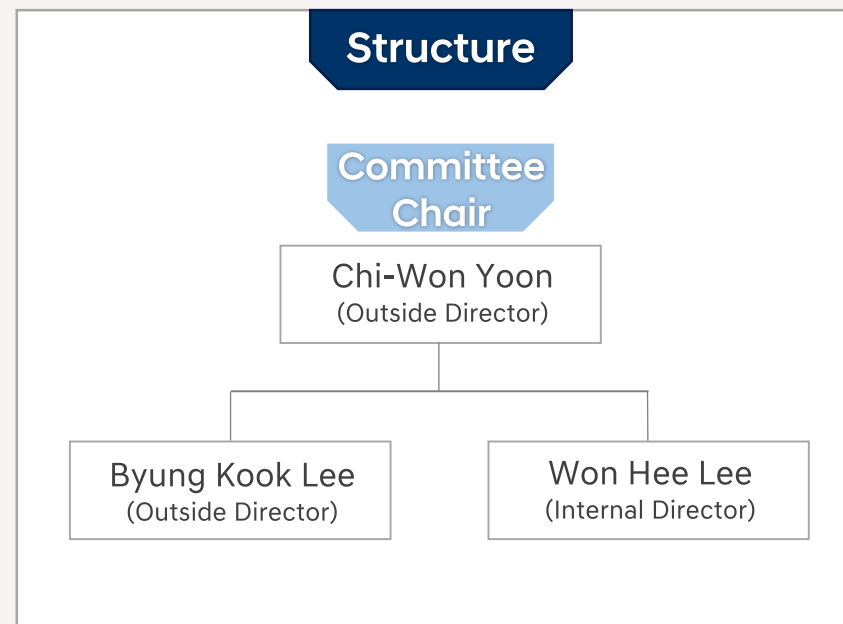 Structure
Committee
Chair
Chi-Won Yoon
(Outside Director)
Byung Kook Lee
(Outside Director)
Won Hee Lee
(Internal Director)